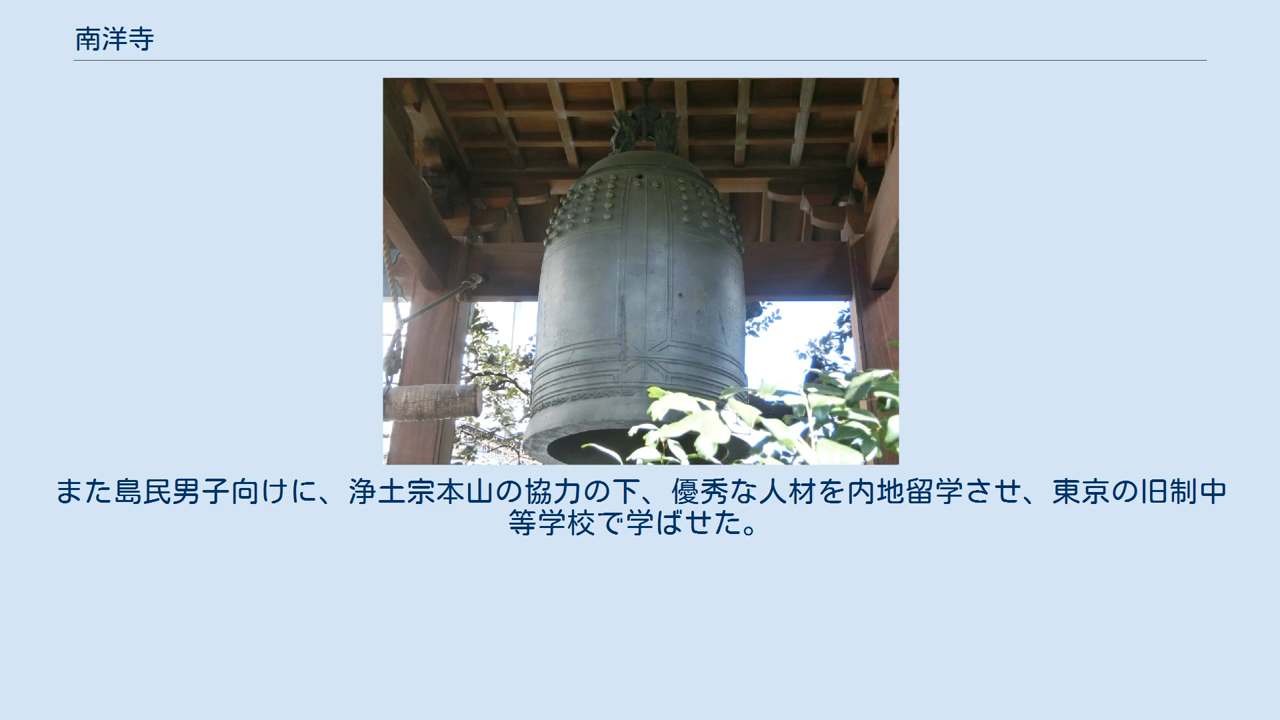 南洋寺
また島民男子向けに、浄土宗本山の協力の下、優秀な人材を内地留学させ、東京の旧制中
等学校で学ばせた。